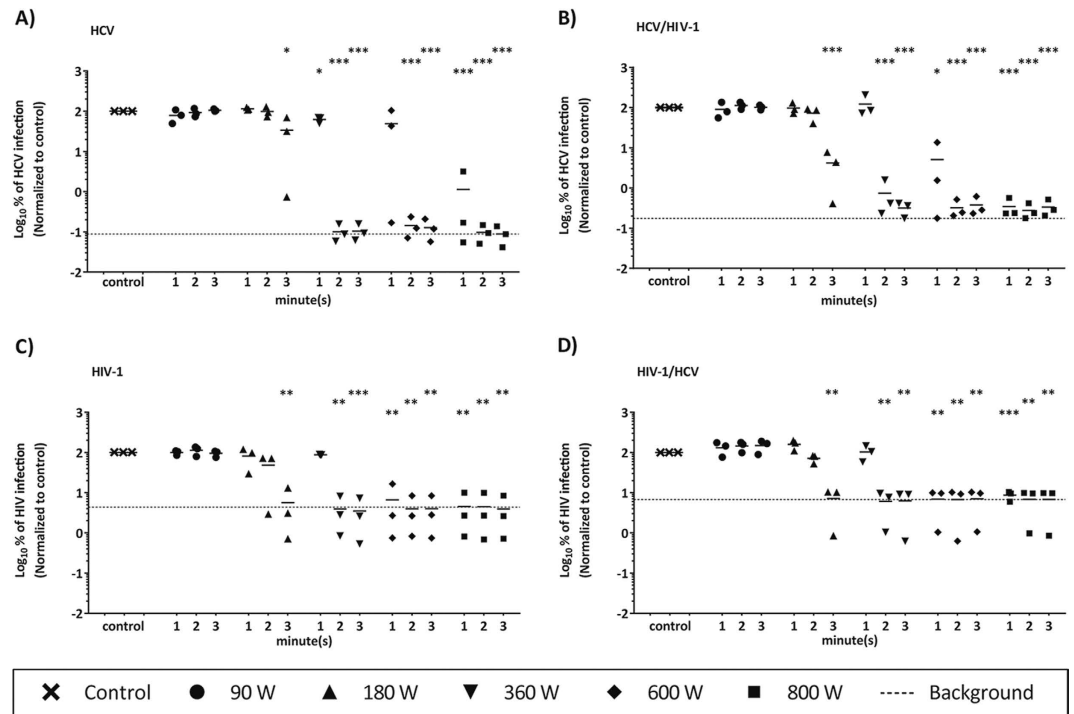 A)
HCV
* * *** *** *** *** *** *** ***
Log10 % of HCV infection
(Normalized to control)
3
2
1
0
-1
-2
control 1 2 3 1 2 3 1 2 3 1 2 3 1 2 3
minute(s)
B)
HCV/HIV-1
*** *** *** * *** *** *** *** ***
Log10 % of HCV infection
(Normalized to control)
3
2
1
0
-1
-2
control 1 2 3 1 2 3 1 2 3 1 2 3 1 2 3
minute(s)
C)
HIV-1
** ** *** ** ** ** ** ** **
Log10 % of HIV infection
(Normalized to control)
3
2
1
0
-1
-2
control 1 2 3 1 2 3 1 2 3 1 2 3 1 2 3
minute(s)
D)
HIV-1/HCV
** ** ** ** ** ** *** ** **
Log10 % of HIV infection
(Normalized to control)
3
2
1
0
-1
-2
control 1 2 3 1 2 3 1 2 3 1 2 3 1 2 3
minute(s)
Control 90 W 180 W 360 W 600 W 800 W Background